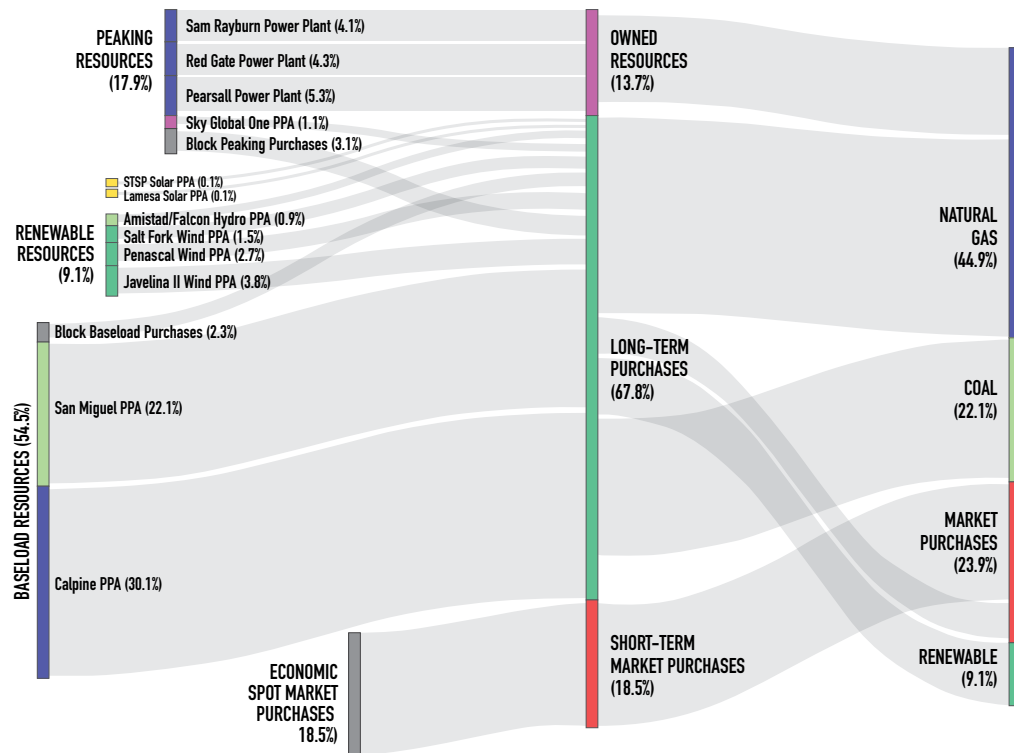 PEAKING
RESOURCES
(17.9%)
Sam Rayburn Power Plant (4.1%)
Red Gate Power Plant (4.3%)
Pearsall Power Plant (5.3%)
Sky Global One PPA (1.1%)
Block Peaking Purchases (3.1%)
STSP Solar PPA (0.1%)
Lamesa Solar PPA (0.1%)
RENEWABLE
RESOURCES
(9.1%)
Amistad/Falcon Hydro PPA (0.9%)
Salt Fork Wind PPA (1.5%)
Penascal Wind PPA (2.7%)
Javelina II Wind PPA (3.8%)
BASELOAD RESOURCES (54.5%)
Block Baseload Purchases (2.3%)
San Miguel PPA (22.1%)
Calpine PPA (30.1%)
ECONOMIC
SPOT MARKET
PURCHASES
18.5%)
OWNED
RESOURCES
(13.7%)
LONG-TERM
PURCHASES
(67.8%)
SHORT-TERM
MARKET PURCHASES
(18.5%)
NATURAL
GAS
(44.9%)
COAL
(22.1%)
MARKET
PURCHASES
(23.9%)
RENEWABLE
(9.1%)